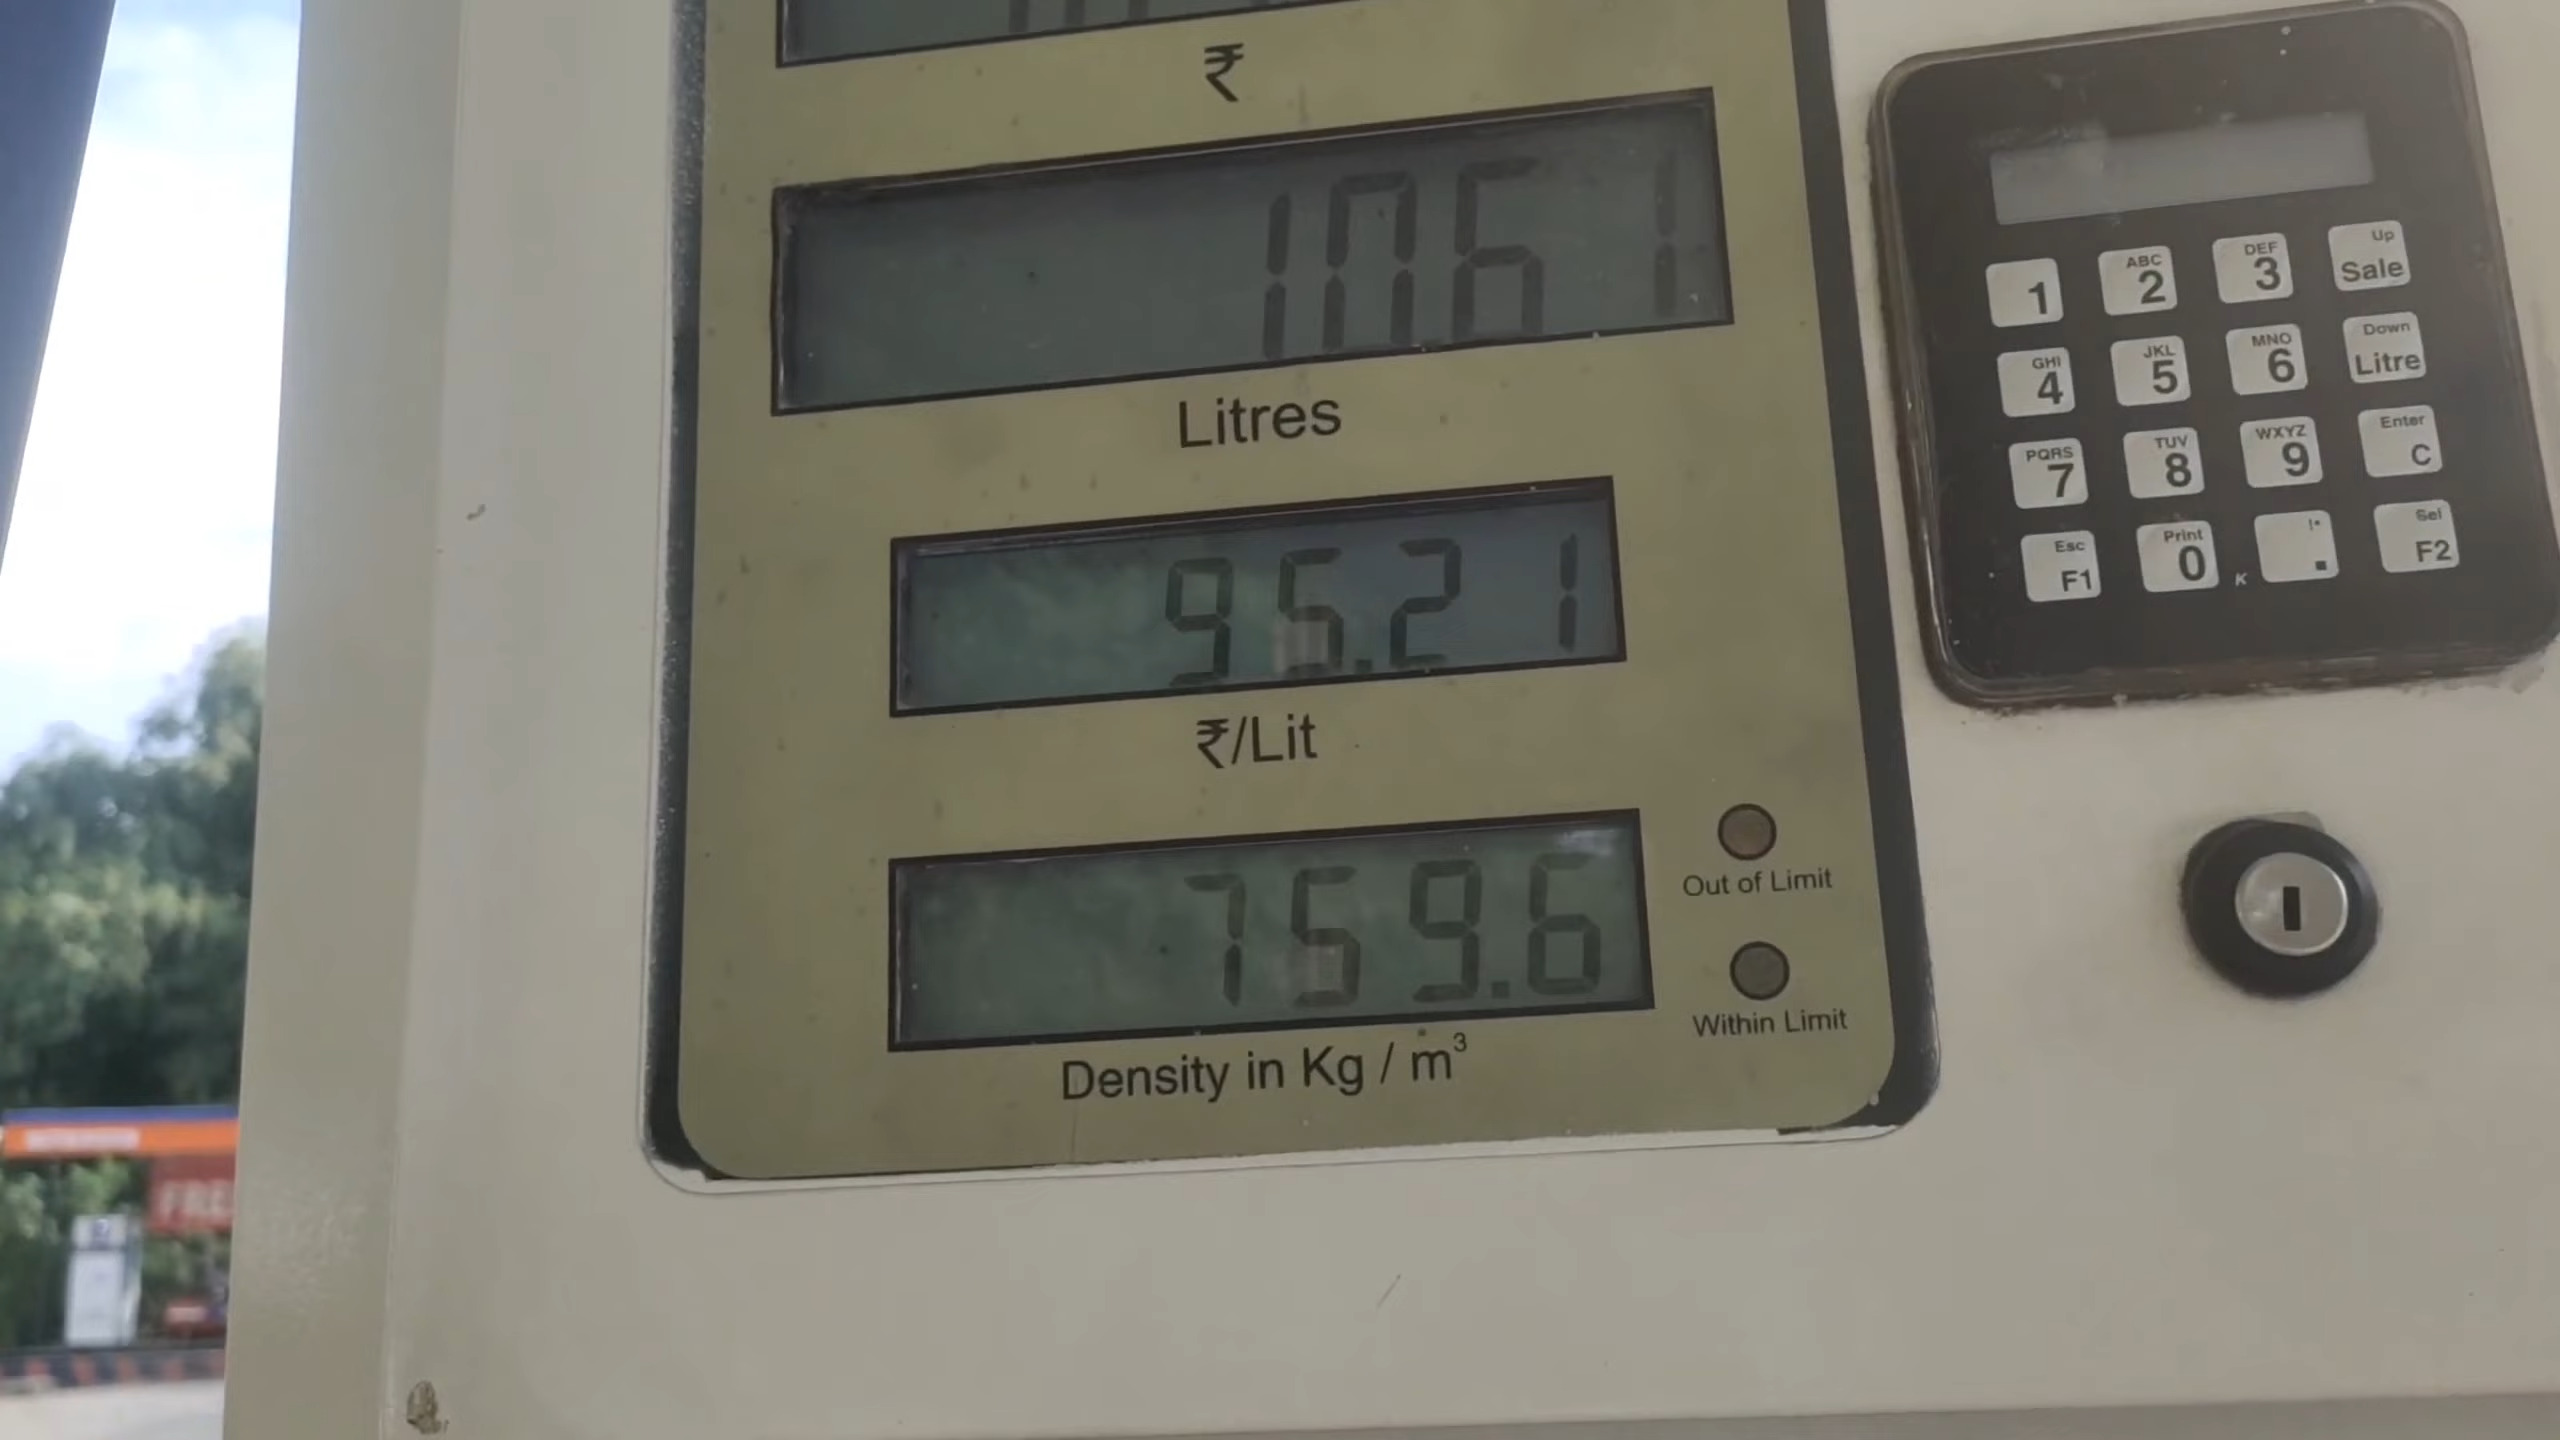 ₹
1061
Litres
95.21
₹/Lit
759.6
Out of Limit
Within Limit
Density in Kg / m³
1
ABC 2
DEF 3
Up Sale
GHI 4
JKL 5
MNO 6
Down Litre
PQRS 7
TUV 8
WXYZ 9
Enter C
Esc F1
Print 0
K
!* .
Sel F2